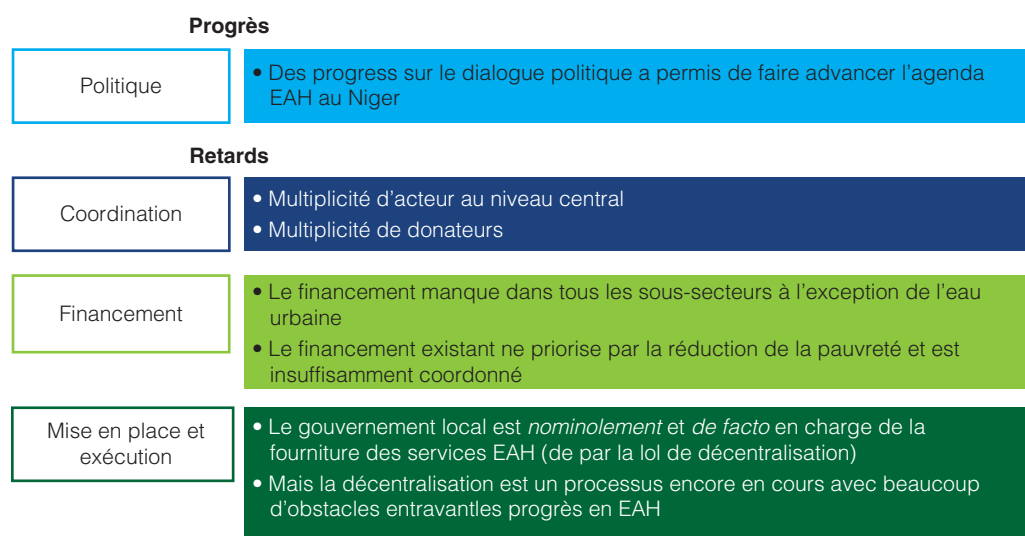 Progrès
Politique
• Des progress sur le dialogue politique a permis de faire advancer l'agenda
EAH au Niger
Retards
Coordination
• Multiplicité d'acteur au niveau central
• Multiplicité de donateurs
Financement
• Le financement manque dans tous les sous-secteurs à l'exception de l'eau
urbaine
• Le financement existant ne priorise par la réduction de la pauvreté et est
insuffisamment coordonné
Mise en place et
exécution
• Le gouvernement local est nominolement et de facto en charge de la
fourniture des services EAH (de par la lol de décentralisation)
• Mais la décentralisation est un processus encore en cours avec beaucoup
d'obstacles entravantles progrès en EAH